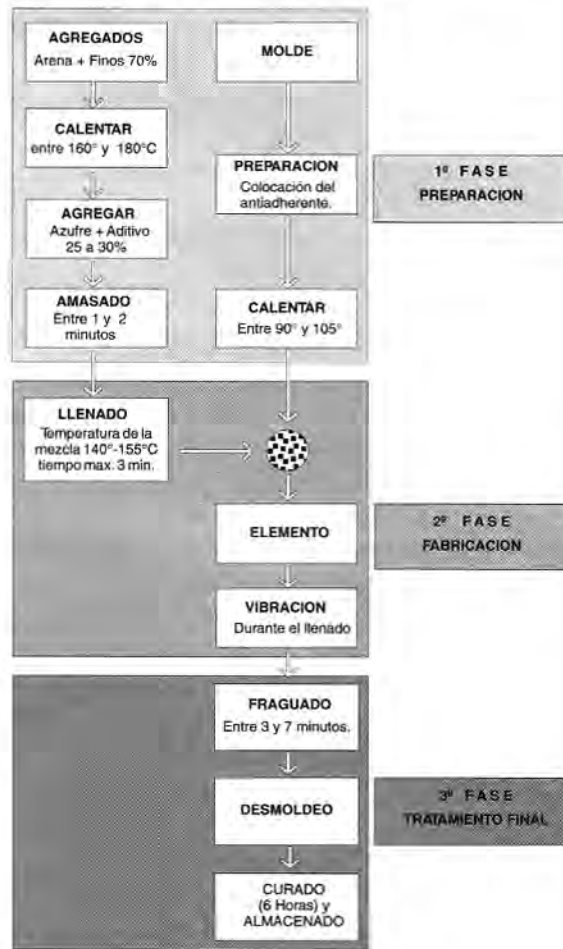 AGREGADOS
Arena + Finos 70%
CALENTAR
entre 160° y 180°C
AGREGAR
Azufre + Aditivo
25 a 30%
AMASADO
Entre 1 y 2
minutos
MOLDE
PREPARACION
Colocación del
antiadherente.
CALENTAR
Entre 90° y 105°
1º FASE
PREPARACION
LLENADO
Temperatura de la
mezcla 140°-155°C
tiempo max. 3 min.
ELEMENTO
VIBRACION
Durante el llenado
2º FASE
FABRICACION
FRAGUADO
Entre 3 y 7 minutos.
DESMOLDEO
CURADO
(6 Horas) y
ALMACENADO
3º FASE
TRATAMIENTO FINAL